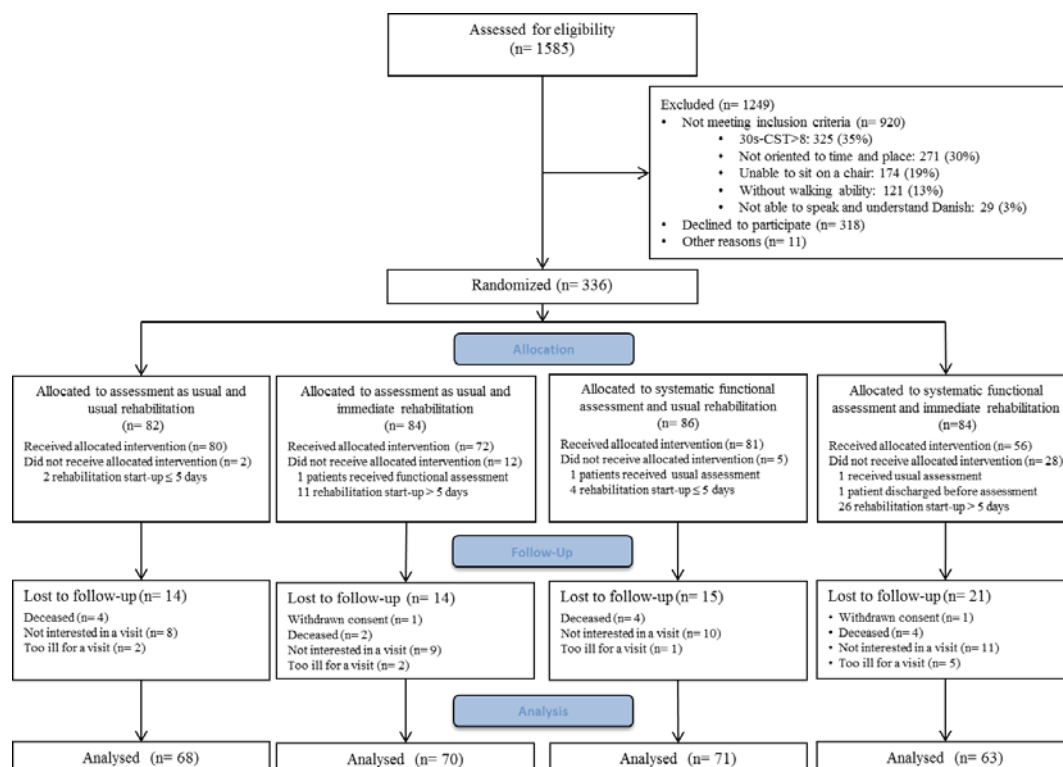 Assessed for eligibility
(n= 1585)
Excluded (n= 1249)
• Not meeting inclusion criteria (n= 920)
• 30s-CST>8: 325 (35%)
• Not oriented to time and place: 271 (30%)
• Unable to sit on a chair: 174 (19%)
• Without walking ability: 121 (13%)
• Not able to speak and understand Danish: 29 (3%)
• Declined to participate (n= 318)
• Other reasons (n= 11)
Randomized (n= 336)
Allocation
Allocated to assessment as usual and
usual rehabilitation
(n= 82)
Received allocated intervention (n= 80)
Did not receive allocated intervention (n= 2)
2 rehabilitation start-up ≤ 5 days
Allocated to assessment as usual and
immediate rehabilitation
(n= 84)
Received allocated intervention (n= 72)
Did not receive allocated intervention (n= 12)
1 patients received functional assessment
11 rehabilitation start-up > 5 days
Allocated to systematic functional
assessment and usual rehabilitation
(n= 86)
Received allocated intervention (n= 81)
Did not receive allocated intervention (n= 5)
1 patients received usual assessment
4 rehabilitation start-up ≤ 5 days
Allocated to systematic functional
assessment and immediate rehabilitation
(n=84)
Received allocated intervention (n= 56)
Did not receive allocated intervention (n= 28)
1 received usual assessment
1 patient discharged before assessment
26 rehabilitation start-up > 5 days
Follow-Up
Lost to follow-up (n= 14)
Deceased (n= 4)
Not interested in a visit (n= 8)
Too ill for a visit (n= 2)
Lost to follow-up (n= 14)
Withdrawn consent (n= 1)
Deceased (n= 2)
Not interested in a visit (n= 9)
Too ill for a visit (n= 2)
Lost to follow-up (n= 15)
Deceased (n= 4)
Not interested in a visit (n= 10)
Too ill for a visit (n= 1)
Lost to follow-up (n= 21)
• Withdrawn consent (n= 1)
• Deceased (n= 4)
• Not interested in a visit (n= 11)
• Too ill for a visit (n= 5)
Analysis
Analysed (n= 68)
Analysed (n= 70)
Analysed (n= 71)
Analysed (n= 63)